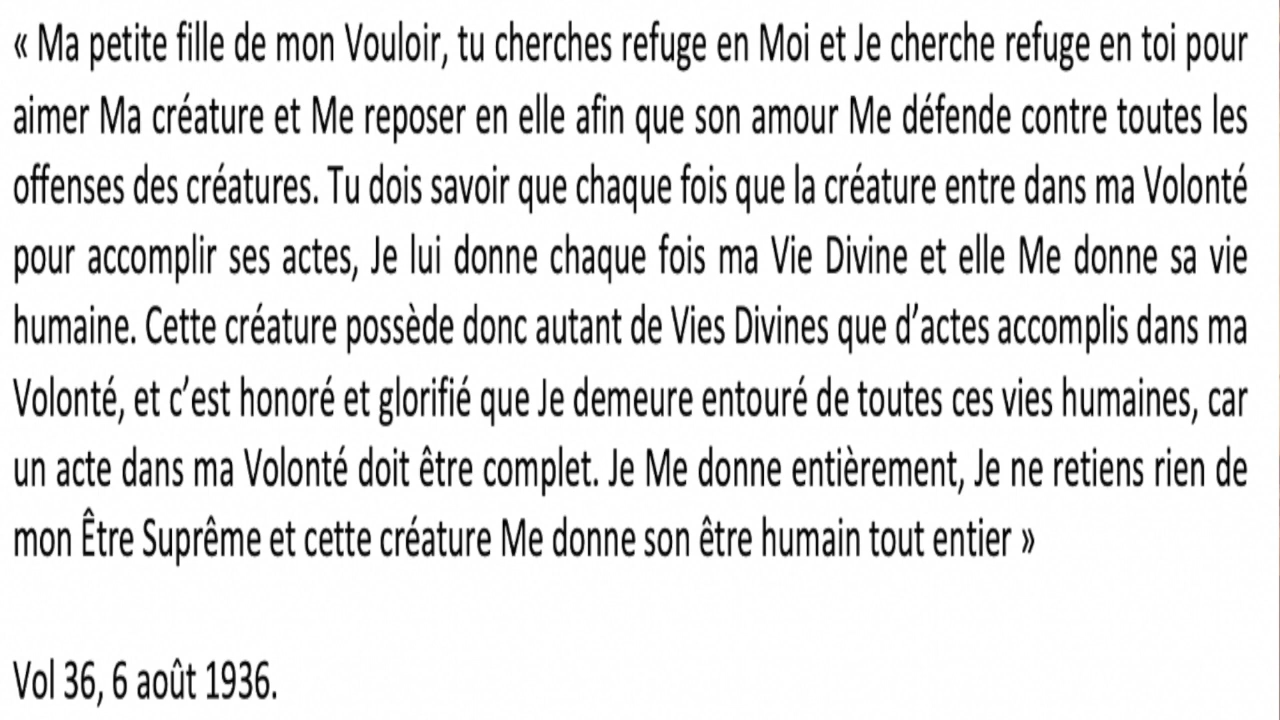 « Ma petite fille de mon Vouloir, tu cherches refuge en Moi et Je cherche refuge en toi pour
aimer Ma créature et Me reposer en elle afin que son amour Me défende contre toutes les
offenses des créatures. Tu dois savoir que chaque fois que la créature entre dans ma Volonté
pour accomplir ses actes, Je lui donne chaque fois ma Vie Divine et elle Me donne sa vie
humaine. Cette créature possède donc autant de Vies Divines que d’actes accomplis dans ma
Volonté, et c’est honoré et glorifié que Je demeure entouré de toutes ces vies humaines, car
un acte dans ma Volonté doit être complet. Je Me donne entièrement, Je ne retiens rien de
mon Être Suprême et cette créature Me donne son être humain tout entier »
Vol 36, 6 août 1936.